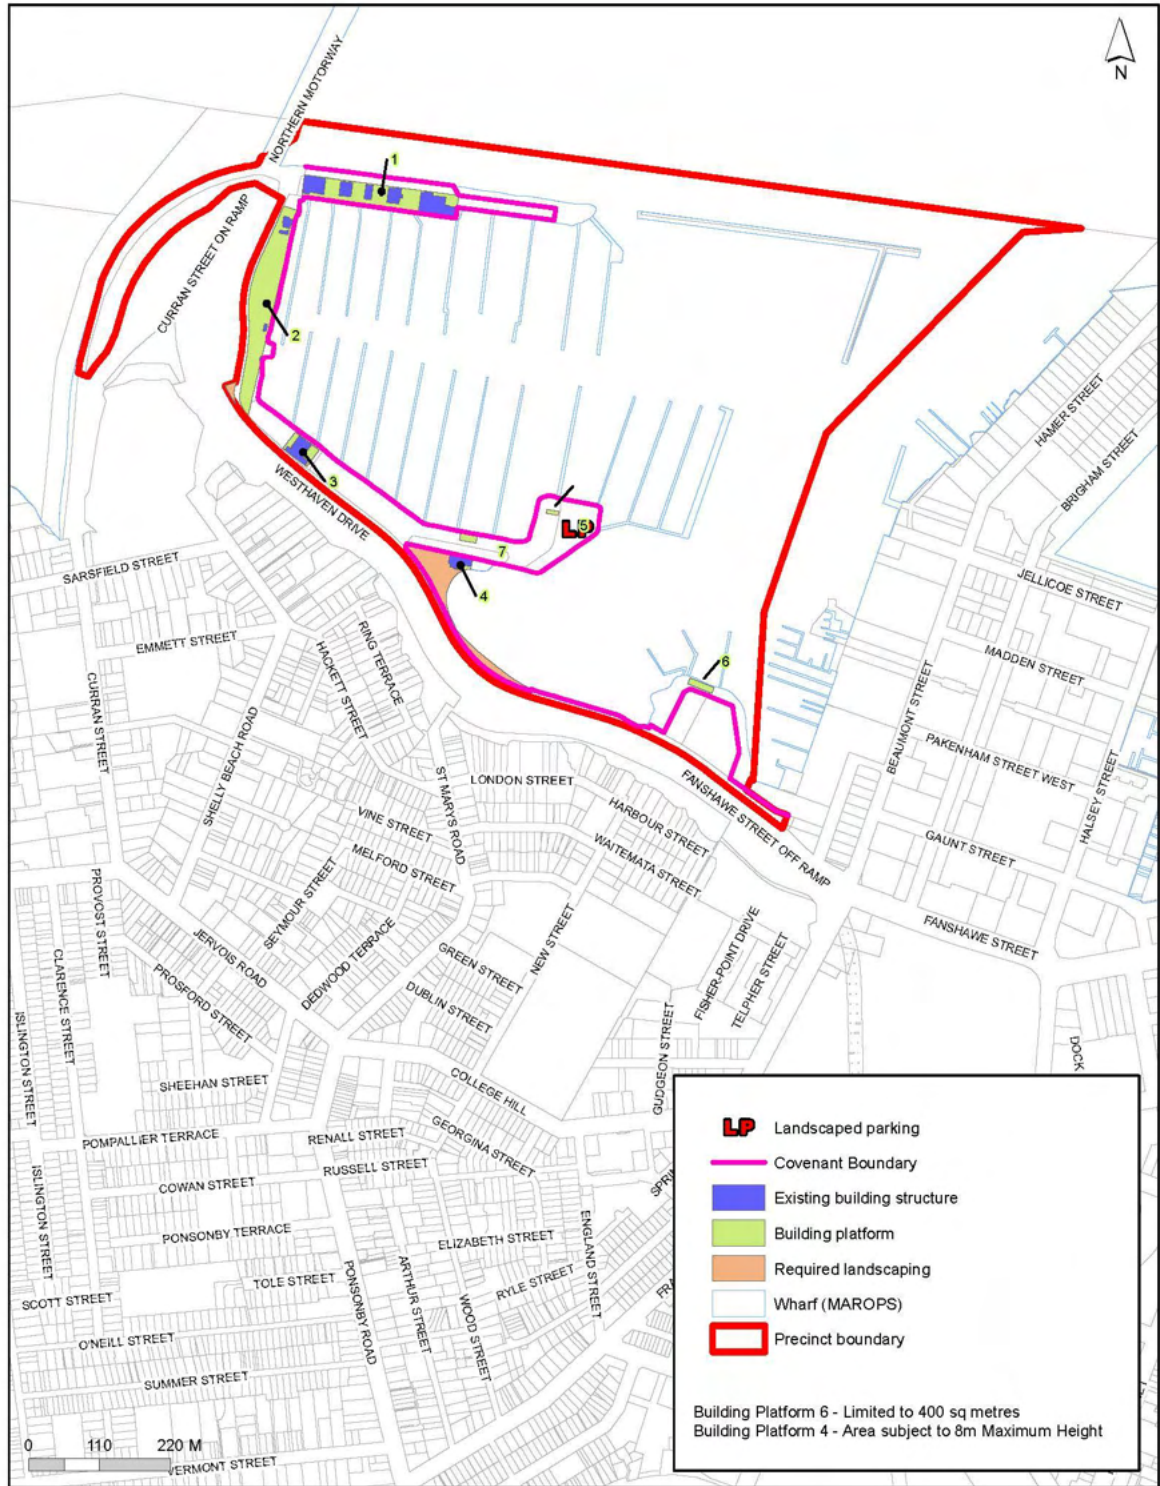 N
NORTHERN MOTORWAY
1
CURRAN STREET ON RAMP
2
HAMER STREET
BRIGHAM STREET
3
WESTHAVEN DRIVE
5
LP
7
4
SARSFIELD STREET
JELLICOE STREET
EMMETT STREET
RING TERRACE
HACKETT STREET
MADDEN STREET
6
CURRAN STREET
SHELLY BEACH ROAD
BEAUMONT STREET
PAKENHAM STREET WEST
HALSEY STREET
ST MARYS ROAD
LONDON STREET
FANSHAWE STREET OFF RAMP
HARBOUR STREET
VINE STREET
WAITEMATA STREET
MELFORD STREET
GAUNT STREET
PROVOST STREET
SEYMOUR STREET
NEW STREET
FANSHAWE STREET
CLARENCE STREET
JERVOIS ROAD
DEDWOOD TERRACE
GREEN STREET
FISHER-POINT DRIVE
TELPHER STREET
PROSFORD STREET
DUBLIN STREET
ISLINGTON STREET
GUDGEON STREET
DOCK
SHEEHAN STREET
COLLEGE HILL
POMPALLIER TERRACE
RENALL STREET
GEORGINA STREET
RUSSELL STREET
COWAN STREET
ISLINGTON STREET
PONSONBY TERRACE
ELIZABETH STREET
ENGLAND STREET
TOLE STREET
RYLE STREET
SCOTT STREET
PONSONBY ROAD
ARTHUR STREET
WOOD STREET
O'NEILL STREET
SUMMER STREET
VERMONT STREET
0 110 220 M
LP Landscaped parking
Covenant Boundary
Existing building structure
Building platform
Required landscaping
Wharf (MAROPS)
Precinct boundary
Building Platform 6 - Limited to 400 sq metres
Building Platform 4 - Area subject to 8m Maximum Height